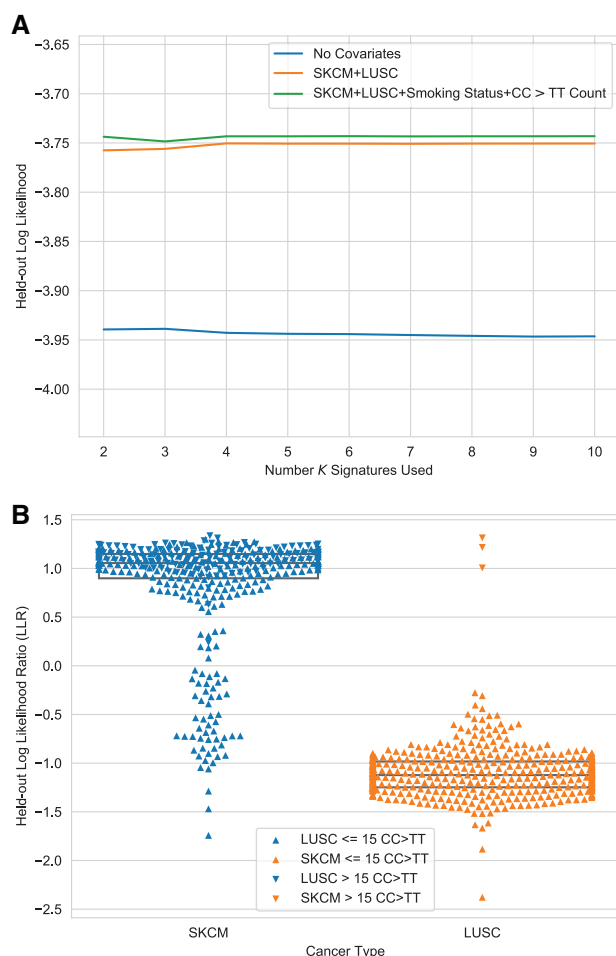 A
−3.65
−3.70
−3.75
−3.80
−3.85
−3.90
−3.95
−4.00
Held-out Log Likelihood
No Covariates
SKCM+LUSC
SKCM+LUSC+Smoking Status+CC > TT Count
2 3 4 5 6 7 8 9 10
Number K Signatures Used
B
1.5
1.0
0.5
0.0
−0.5
−1.0
−1.5
−2.0
−2.5
Held-out Log Likelihood Ratio (LLR)
LUSC <= 15 CC>TT
SKCM <= 15 CC>TT
LUSC > 15 CC>TT
SKCM > 15 CC>TT
SKCM LUSC
Cancer Type